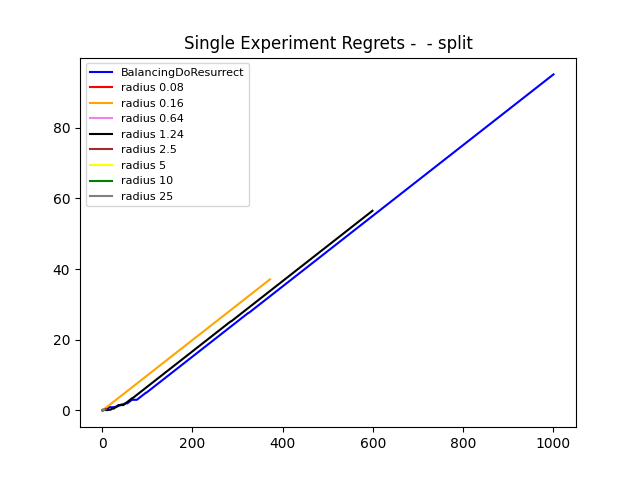 Single Experiment Regrets -  - split
BalancingDoResurrect
radius 0.08
radius 0.16
radius 0.64
radius 1.24
radius 2.5
radius 5
radius 10
radius 25
80
60
40
20
0
0 200 400 600 800 1000